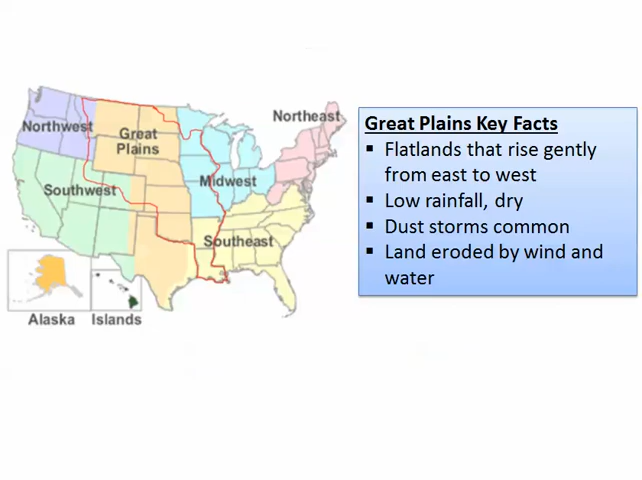 Northeast
Northwest
Great
Plains
Midwest
Southwest
Southeast
Alaska
Islands
Great Plains Key Facts
▪ Flatlands that rise gently
from east to west
▪ Low rainfall, dry
▪ Dust storms common
▪ Land eroded by wind and
water